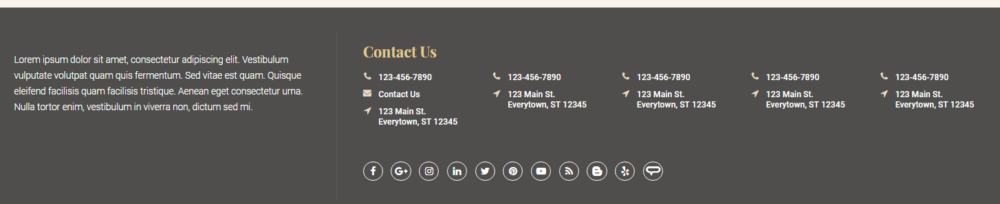 Lorem ipsum dolor sit amet, consectetur adipiscing elit. Vestibulum
vulputate volutpat quam quis fermentum. Sed vitae est quam. Quisque
eleifend facilisis quam facilisis tristique. Aenean eget consectetur urna.
Nulla tortor enim, vestibulum in viverra non, dictum sed mi.
Contact Us
123-456-7890
Contact Us
123 Main St.
Everytown, ST 12345
123-456-7890
123 Main St.
Everytown, ST 12345
123-456-7890
123 Main St.
Everytown, ST 12345
123-456-7890
123 Main St.
Everytown, ST 12345
123-456-7890
123 Main St.
Everytown, ST 12345